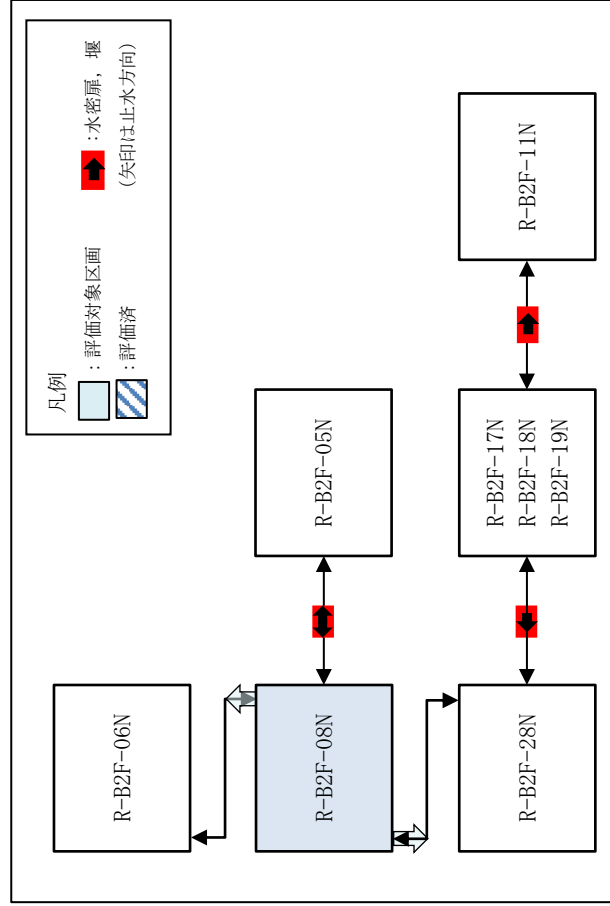 凡例
：評価対象区画
：評価済
：水密扉，堰
(矢印は止水方向)
R-B2F-06N
R-B2F-08N
R-B2F-05N
R-B2F-28N
R-B2F-17N
R-B2F-18N
R-B2F-19N
R-B2F-11N